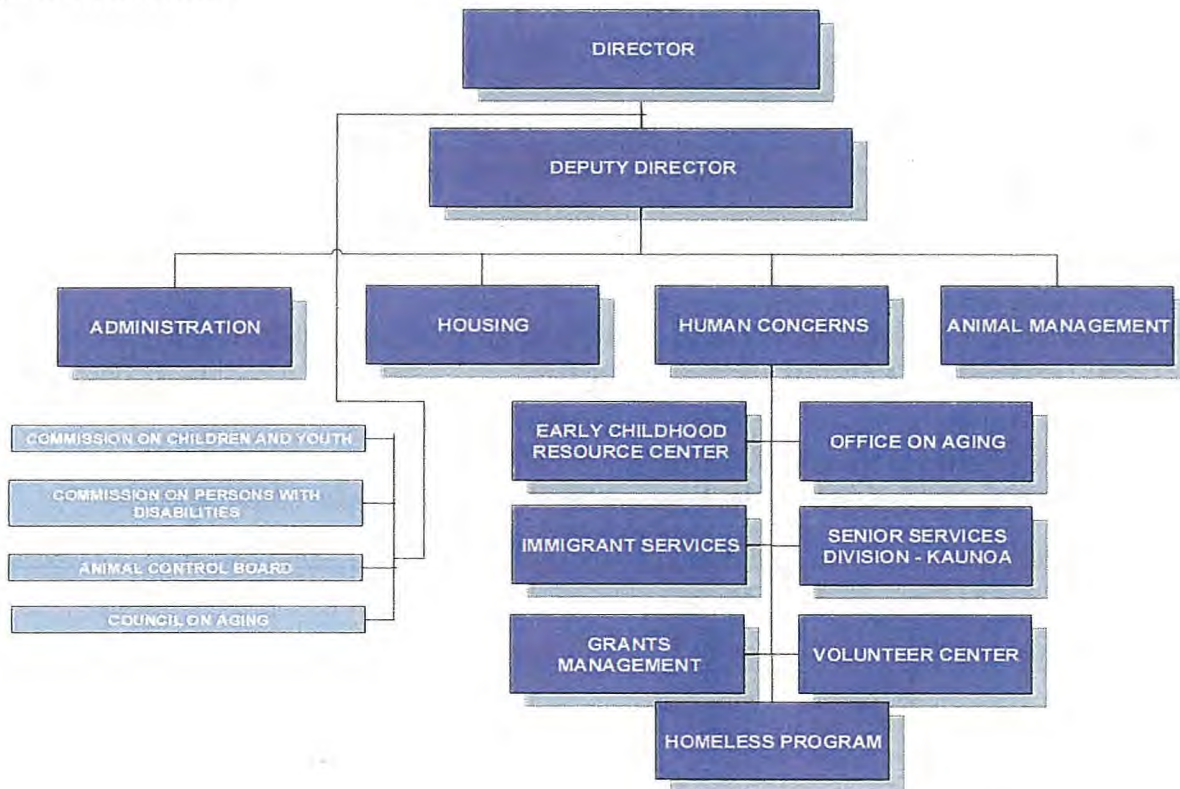 DIRECTOR
DEPUTY DIRECTOR
ADMINISTRATION
HOUSING
HUMAN CONCERNS
ANIMAL MANAGEMENT
COMMISSION ON CHILDREN AND YOUTH
COMMISSION ON PERSONS WITH
DISABILITIES
ANIMAL CONTROL BOARD
COUNCIL ON AGING
EARLY CHILDHOOD
RESOURCE CENTER
OFFICE ON AGING
IMMIGRANT SERVICES
SENIOR SERVICES
DIVISION - KAUNOA
GRANTS
MANAGEMENT
VOLUNTEER CENTER
HOMELESS PROGRAM